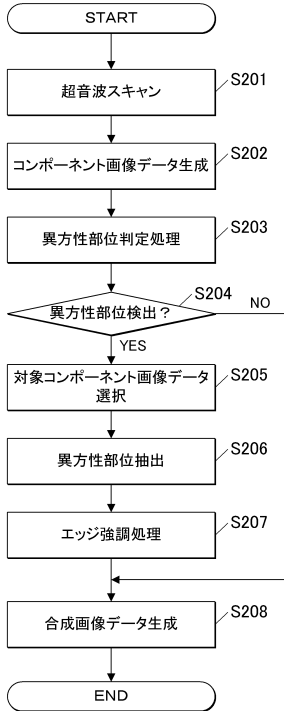 START
超音波スキャン
S201
コンポーネント画像データ生成
S202
異方性部位判定処理
S203
異方性部位検出？
S204
NO
YES
対象コンポーネント画像データ
選択
S205
異方性部位抽出
S206
エッジ強調処理
S207
合成画像データ生成
S208
END